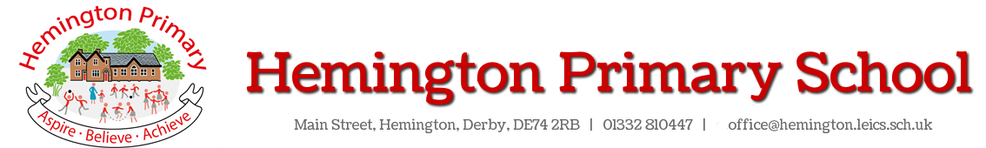 Hemington Primary
Aspire · Believe · Achieve
Hemington Primary School
Main Street, Hemington, Derby, DE74 2RB | 01332 810447 | office@hemington.leics.sch.uk